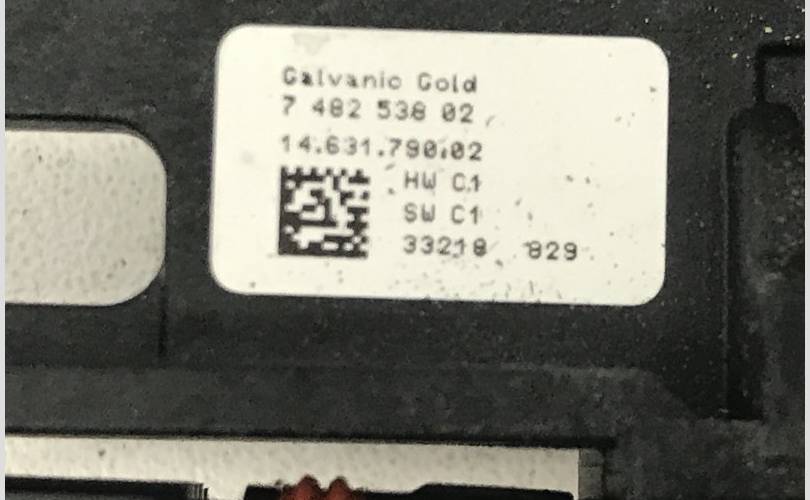 Galvanic Gold
7 482 538 02
14.631.790.02
HW C1
SW C1
33218 829